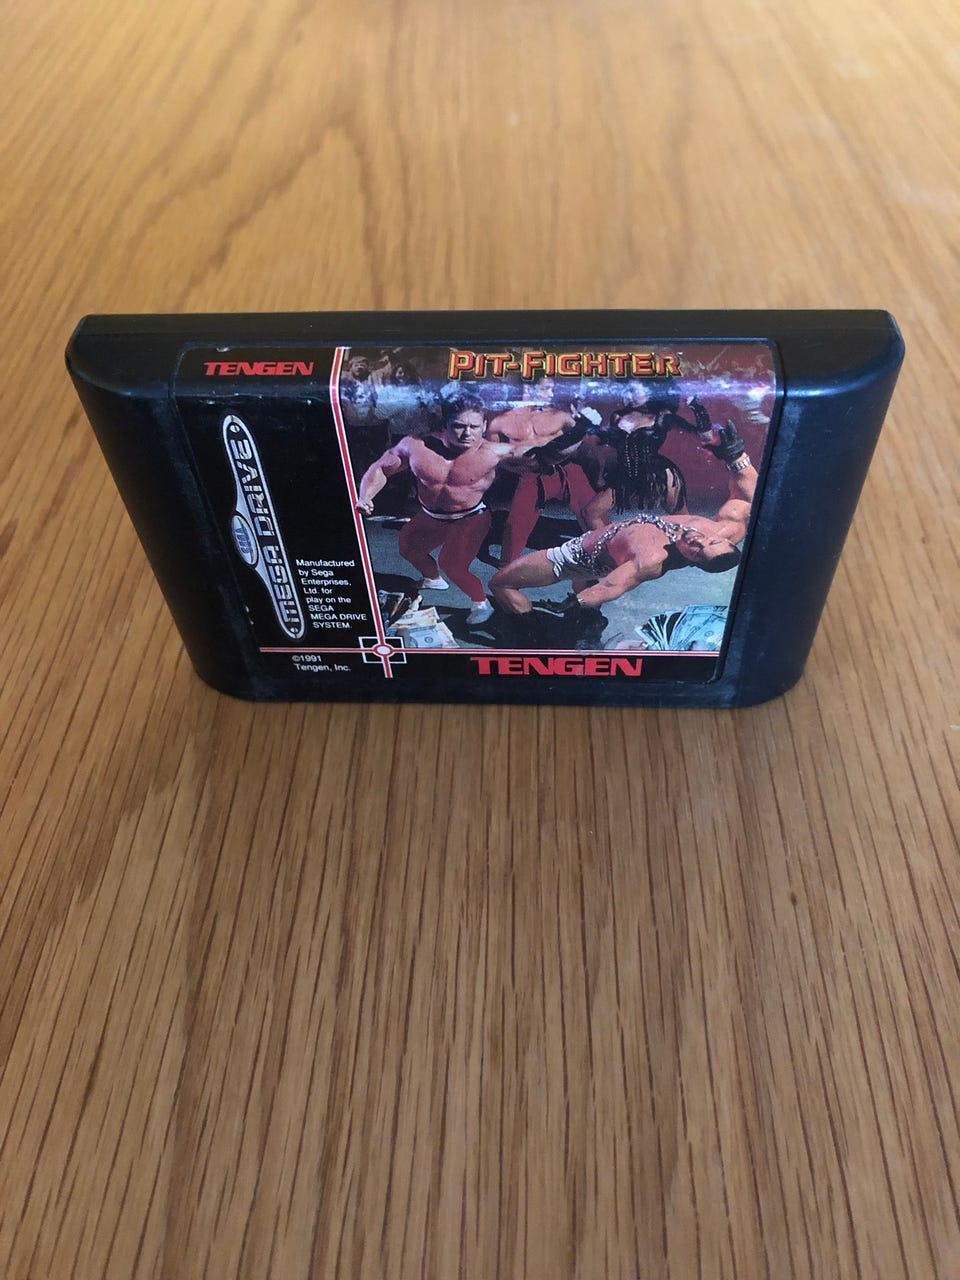 TENGEN
PIT-FIGHTER
SEGA
MEGA DRIVE
Manufactured
by Sega
Enterprises,
Ltd. for
play on the
SEGA
MEGA DRIVE
SYSTEM.
©1991
Tengen, Inc.
TENGEN